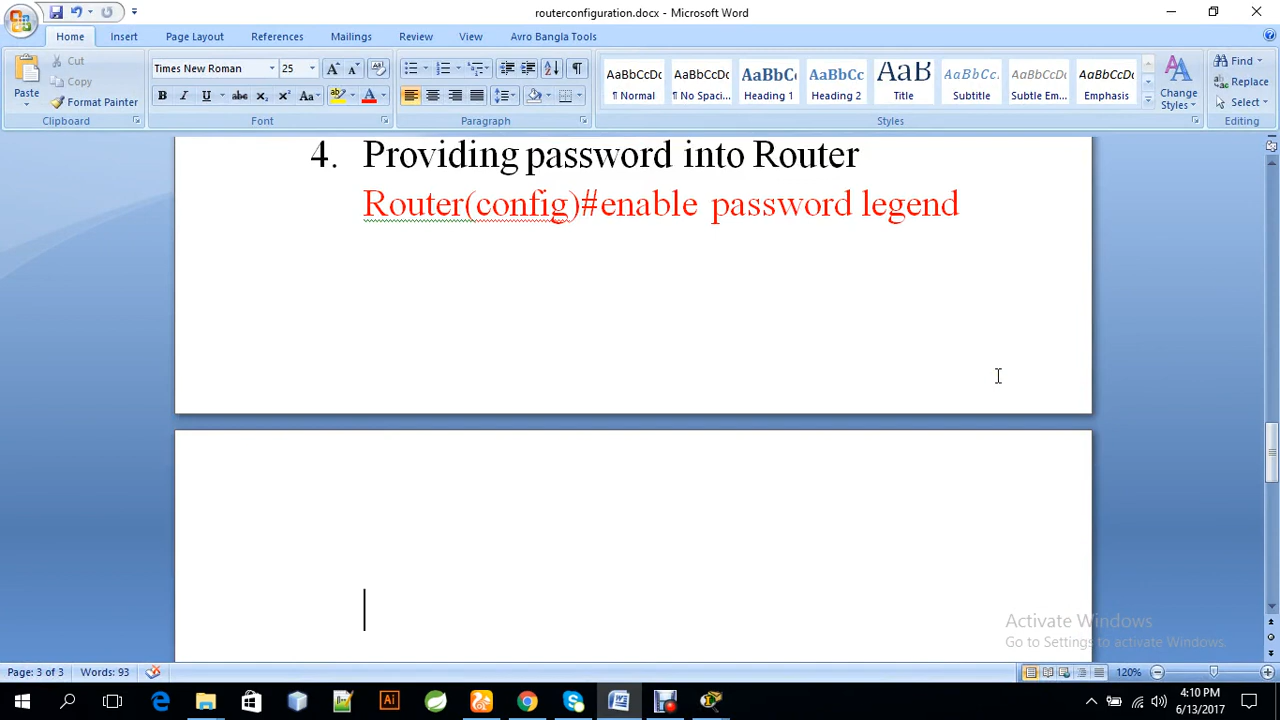 routerconfiguration.docx - Microsoft Word
Home Insert Page Layout References Mailings Review View Avro Bangla Tools
Paste
Cut
Copy
Format Painter
Clipboard
Times New Roman 25
Font
Paragraph
AaBbCcDc AaBbCcDc AaBbCc AaBbCc AaB AaBbCc. AaBbCcDc AaBbCcDc
¶ Normal ¶ No Spaci... Heading 1 Heading 2 Title Subtitle Subtle Em... Emphasis
Change Styles
Styles
Find
Replace
Select
Editing
4. Providing password into Router
Router(config)#enable password legend
Activate Windows
Go to Settings to activate Windows.
Page: 3 of 3 Words: 93 120%
4:10 PM
6/13/2017